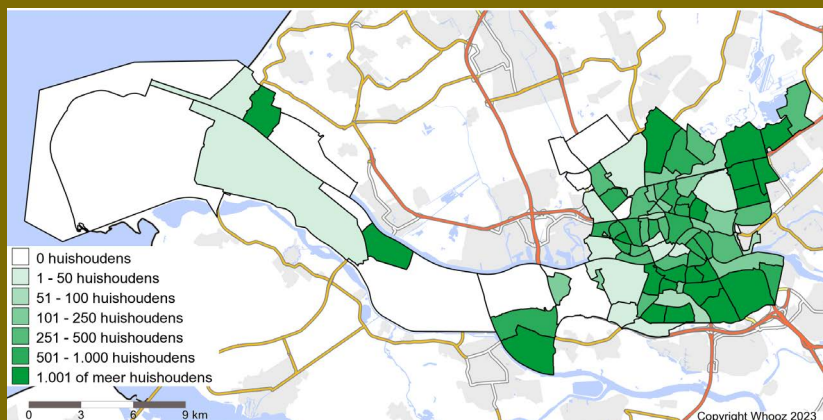 0 huishoudens
1 - 50 huishoudens
51 - 100 huishoudens
101 - 250 huishoudens
251 - 500 huishoudens
501 - 1.000 huishoudens
1.001 of meer huishoudens
0 3 6 9 km
Copyright Whooz 2023